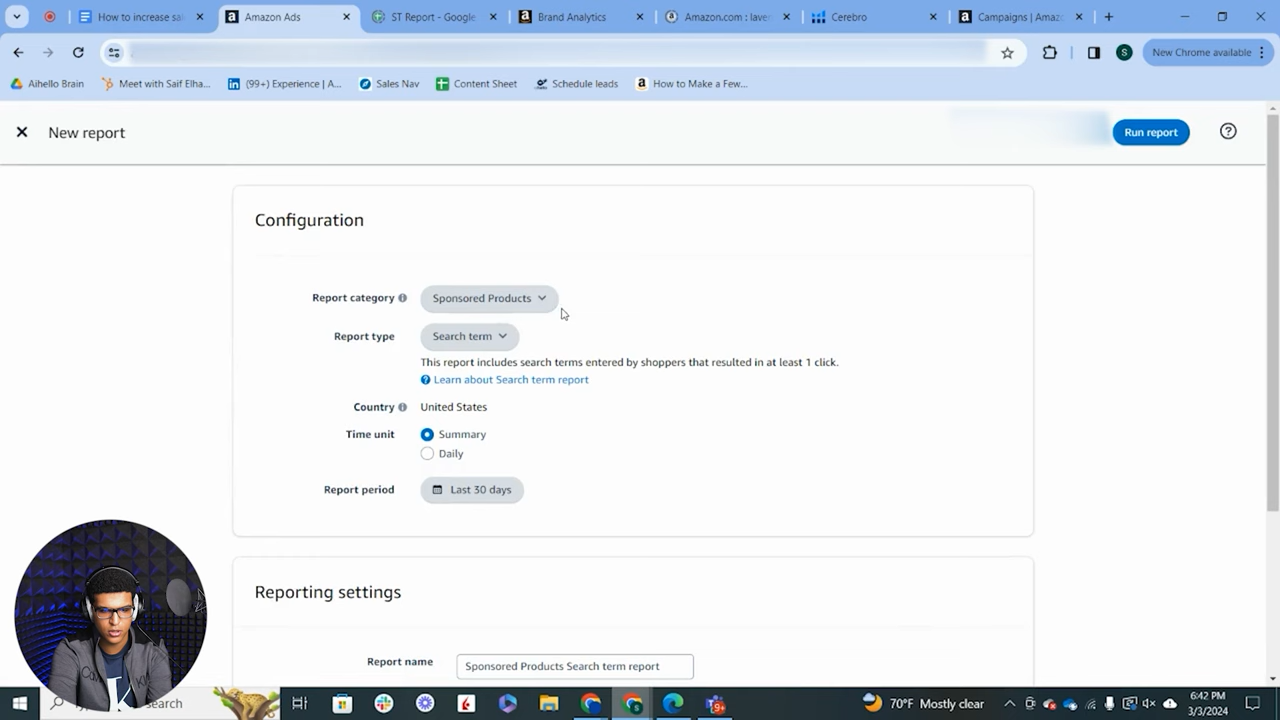 How to increase sal
Amazon Ads
ST Report - Google
Brand Analytics
Amazon.com : laven
Cerebro
Campaigns | Amazo
New Chrome available
S
Aihello Brain
Meet with Saif Elha...
(99+) Experience | A...
Sales Nav
Content Sheet
Schedule leads
How to Make a Few...
New report
Run report
Configuration
Report category
Sponsored Products
Report type
Search term
This report includes search terms entered by shoppers that resulted in at least 1 click.
Learn about Search term report
Country
United States
Time unit
Summary
Daily
Report period
Last 30 days
Reporting settings
Report name
Sponsored Products Search term report
search
70°F Mostly clear
6:42 PM
3/3/2024